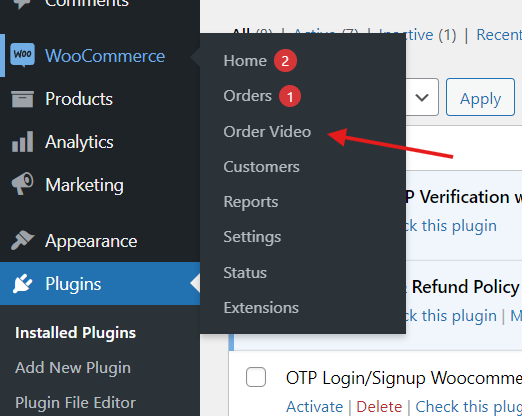 Comments
All (8) | Active (7) | Inactive (1) | Recent
WooCommerce
Home 2
Products
Orders 1
Apply
Analytics
Order Video
Marketing
Customers
P Verification w
Reports
ck this plugin
Appearance
Settings
Plugins
Status
Refund Policy
Extensions
ck this plugin | M
Installed Plugins
Add New Plugin
OTP Login/Signup Woocomme
Plugin File Editor
Activate | Delete | Check this plug